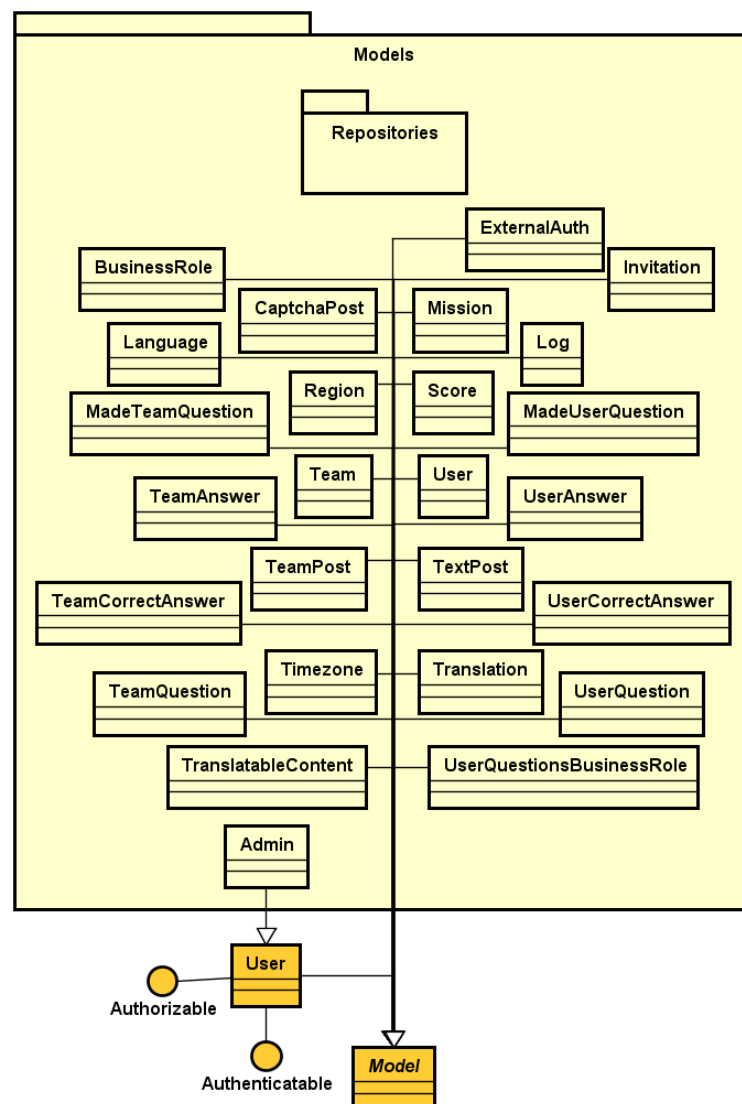 Models
Repositories
ExternalAuth
BusinessRole
Invitation
CaptchaPost
Mission
Language
Log
Region
Score
MadeTeamQuestion
MadeUserQuestion
Team
User
TeamAnswer
UserAnswer
TeamPost
TextPost
TeamCorrectAnswer
UserCorrectAnswer
Timezone
Translation
TeamQuestion
UserQuestion
TranslatableContent
UserQuestionsBusinessRole
Admin
User
Authorizable
Authenticatable
Model